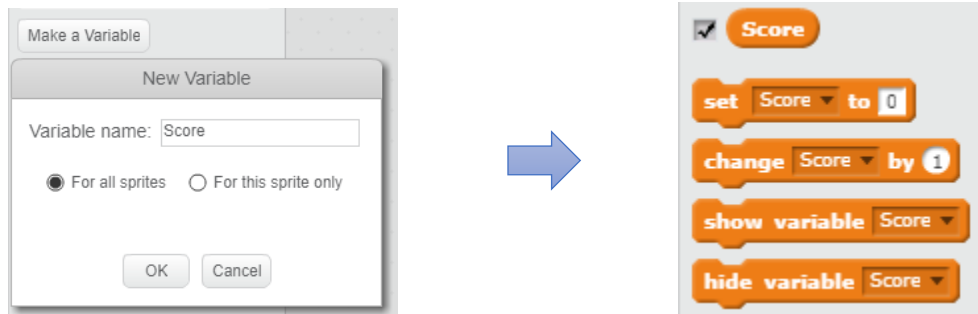 Make a Variable
New Variable
Variable name: Score
For all sprites For this sprite only
OK Cancel
Score
set Score to 0
change Score by 1
show variable Score
hide variable Score